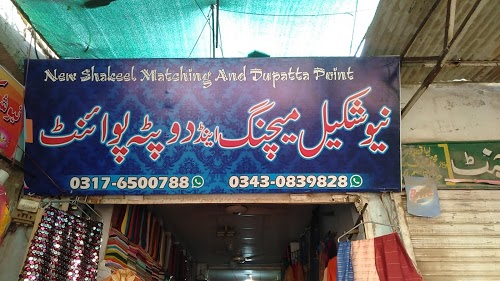 New Shakeel Matching And Dupatta Point
نیو شکیل میچنگ اینڈ دوپٹہ پوائنٹ
0317-6500788 0343-0839828